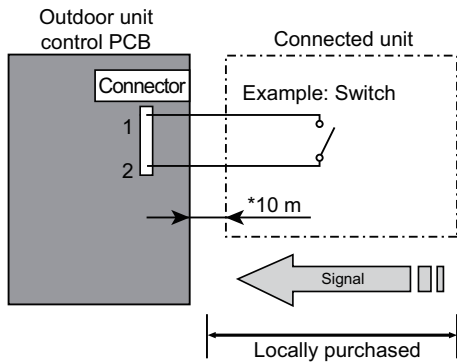 Outdoor unit
control PCB
Connected unit
Connector
Example: Switch
1
2
*10 m
Signal
Locally purchased